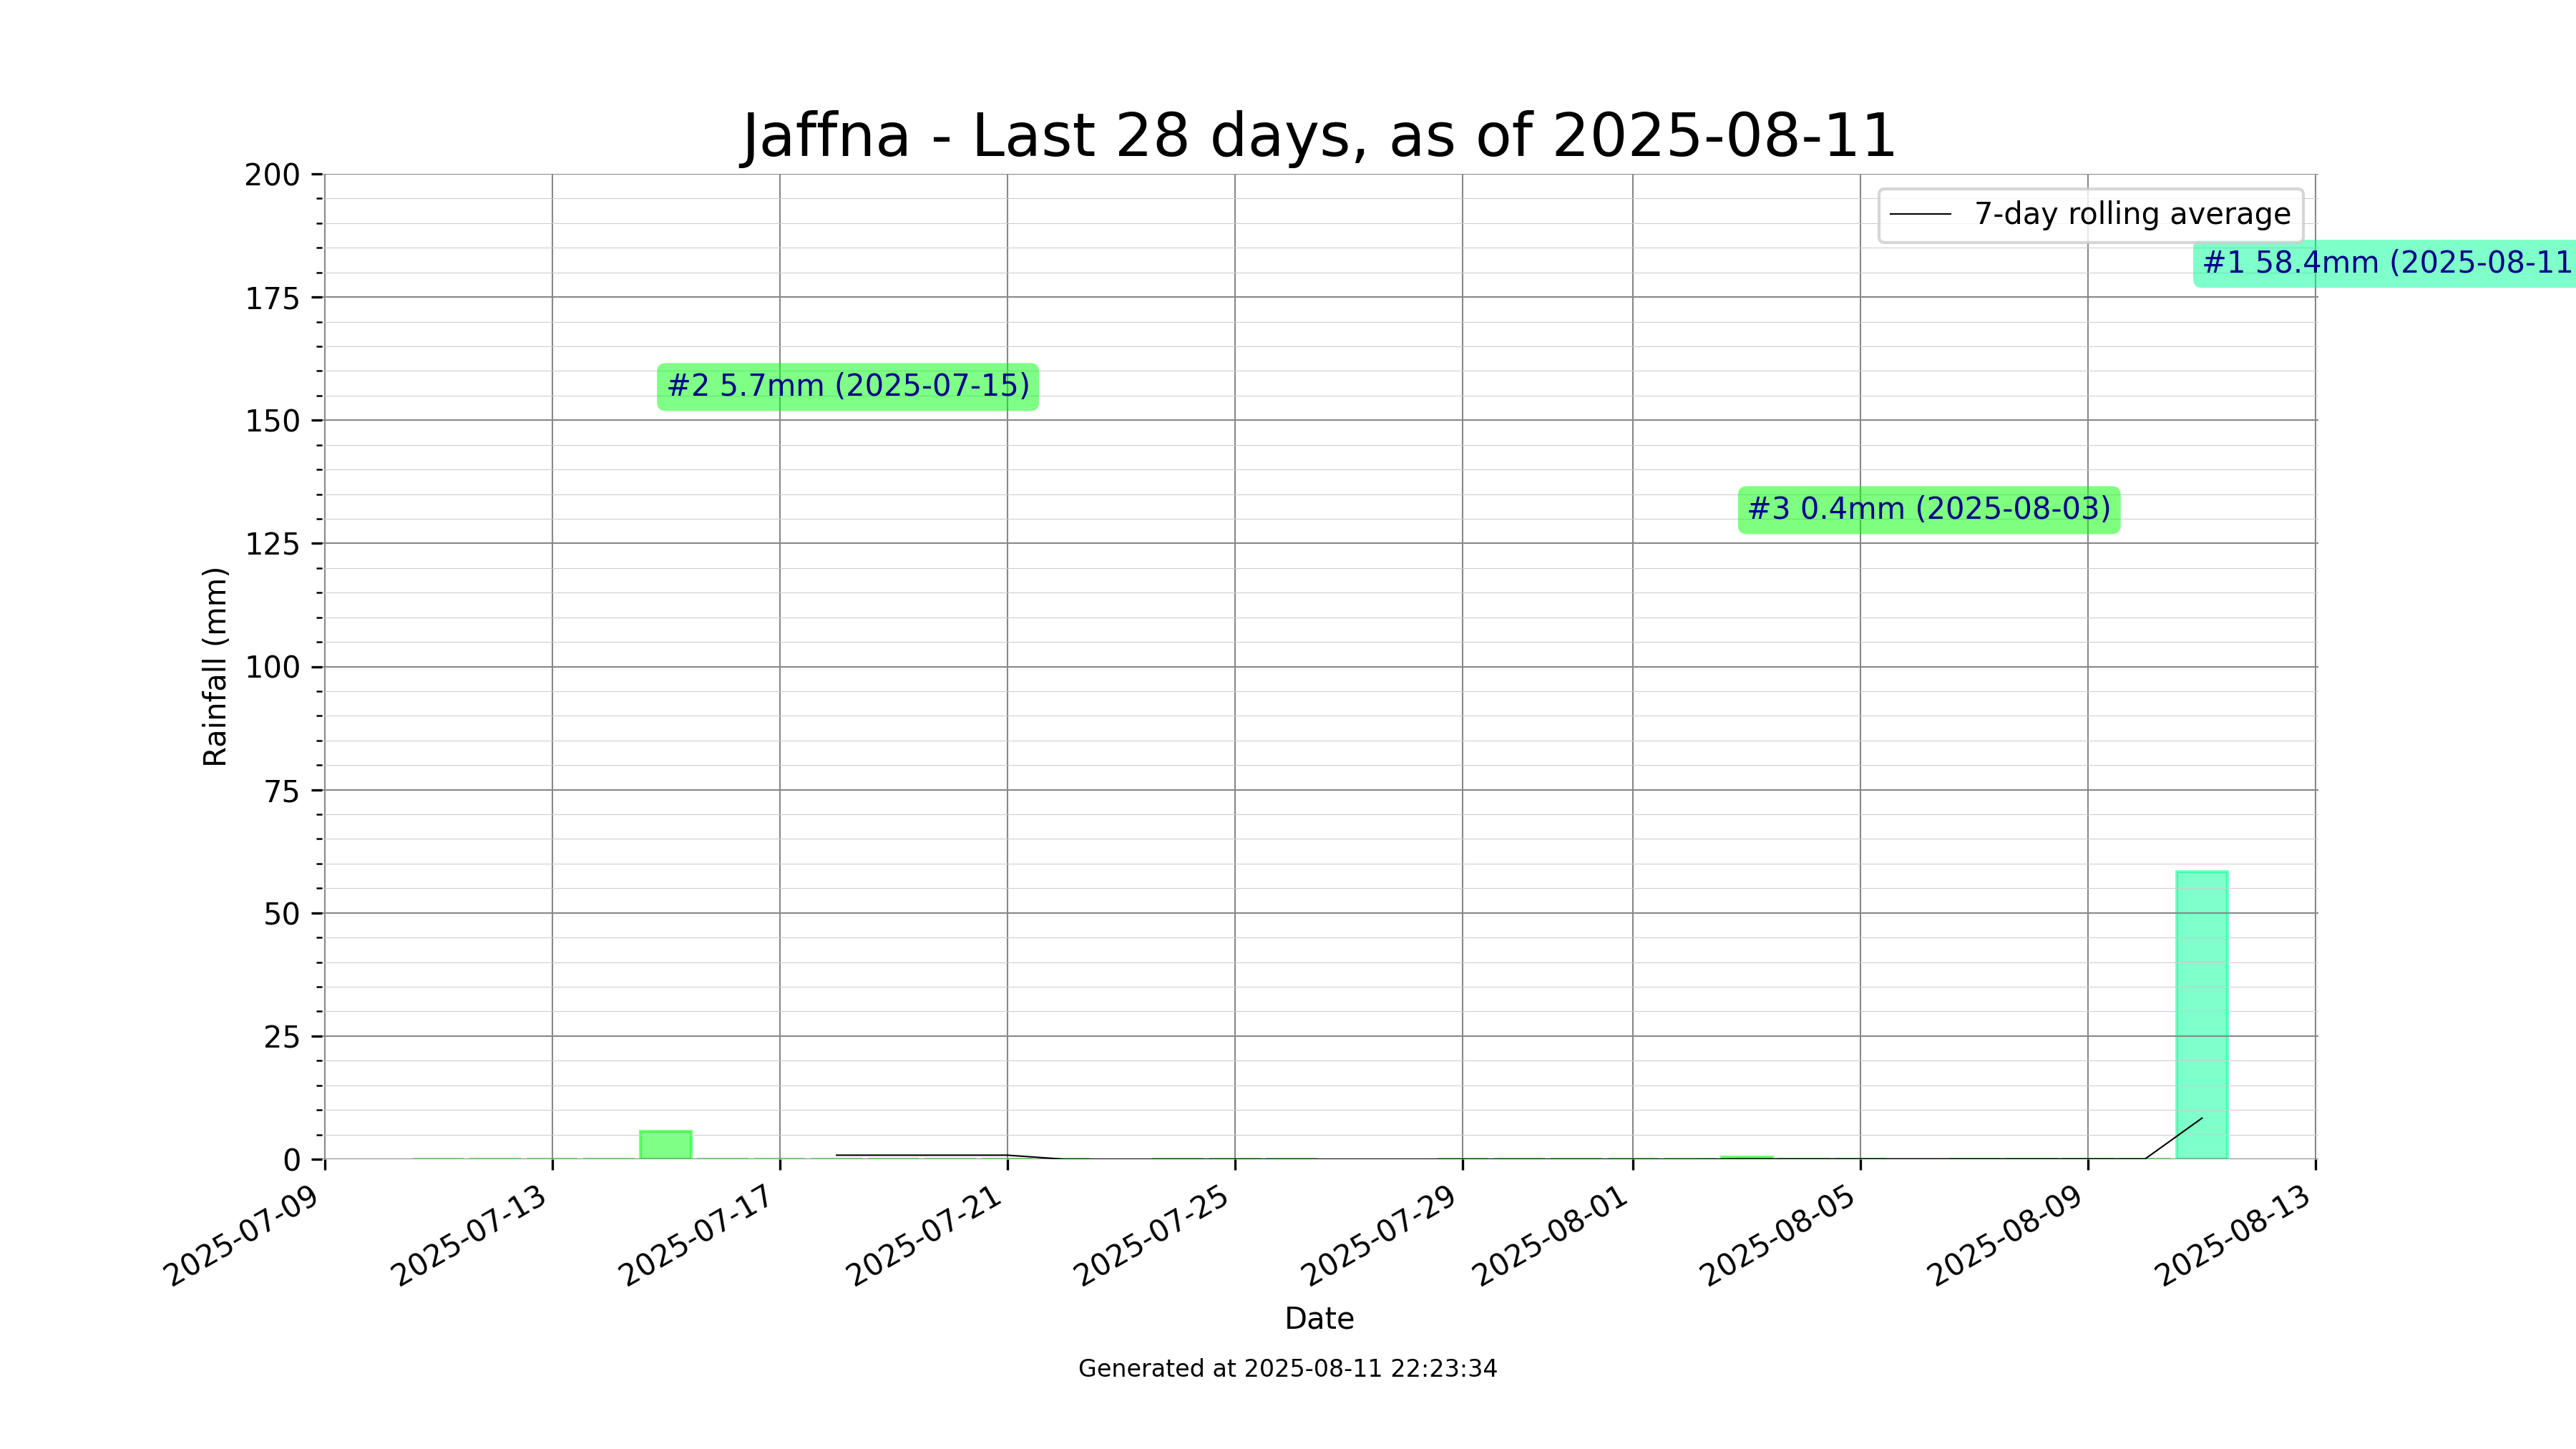 Jaffna - Last 28 days, as of 2025-08-11
200
175
150
125
100
75
50
25
0
Rainfall (mm)
7-day rolling average
#1 58.4mm (2025-08-11
#2 5.7mm (2025-07-15)
#3 0.4mm (2025-08-03)
2025-07-09
2025-07-13
2025-07-17
2025-07-21
2025-07-25
2025-07-29
2025-08-01
2025-08-05
2025-08-09
2025-08-13
Date
Generated at 2025-08-11 22:23:34